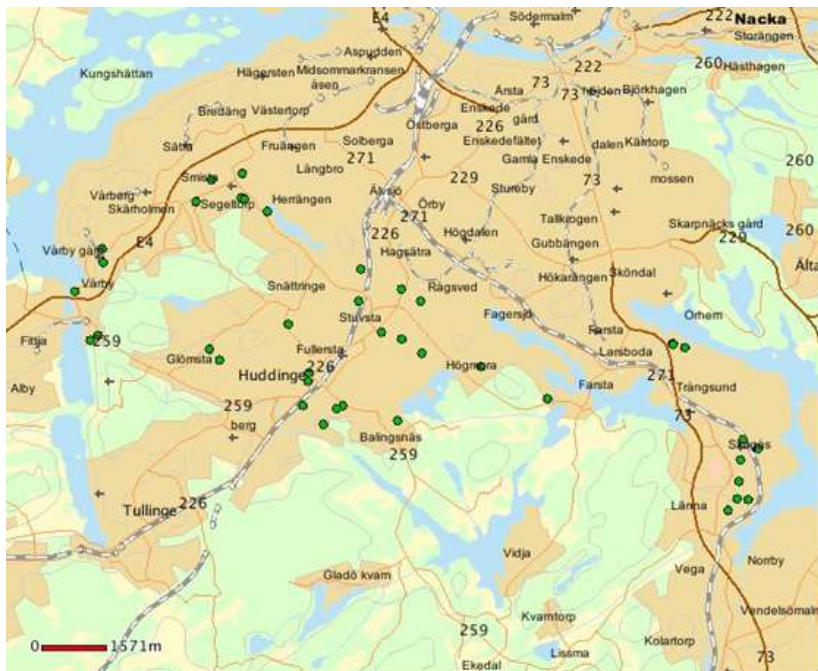 E4
Södermalm
222
Nacka
Storängen
Aspudden
Kungshättan
Hägersten
Midsommarkransen
åsen
222
260
Hästhagen
Årsta
73
73
höjden
Björkhagen
Bredäng
Västertorp
Enskede
gård
Östberga
226
Sätra
Fruängen
Solberga
Enskedefältet
dalen
Kärrtorp
271
Gamla Enskede
260
Långbro
Smista
229
73
mossen
Vårberg
Segeltorp
Herrängen
Älvsjö
Örby
Stureby
Skärholmen
271
Tallkrogen
Skarpnäcks gård
260
226
Högdalen
Gubbängen
229
E4
Vårby gård
Hagsätra
Sköndal
Älta
Vårby
Snättringe
Rågsved
Hökarängen
Stuvsta
Fagersjö
Orhem
Fittja
259
Farsta
Glömsta
Fullersta
Larsboda
Alby
Huddinge
226
Högmora
271
Trångsund
Farsta
259
73
berg
Balingsnäs
259
Skogås
Tullinge
226
Länna
Vidja
Vega
Norrby
Gladö kvarn
Kvarntorp
Vendelsömalm
259
Kolartorp
0
1571m
Lissma
73
Ekedal